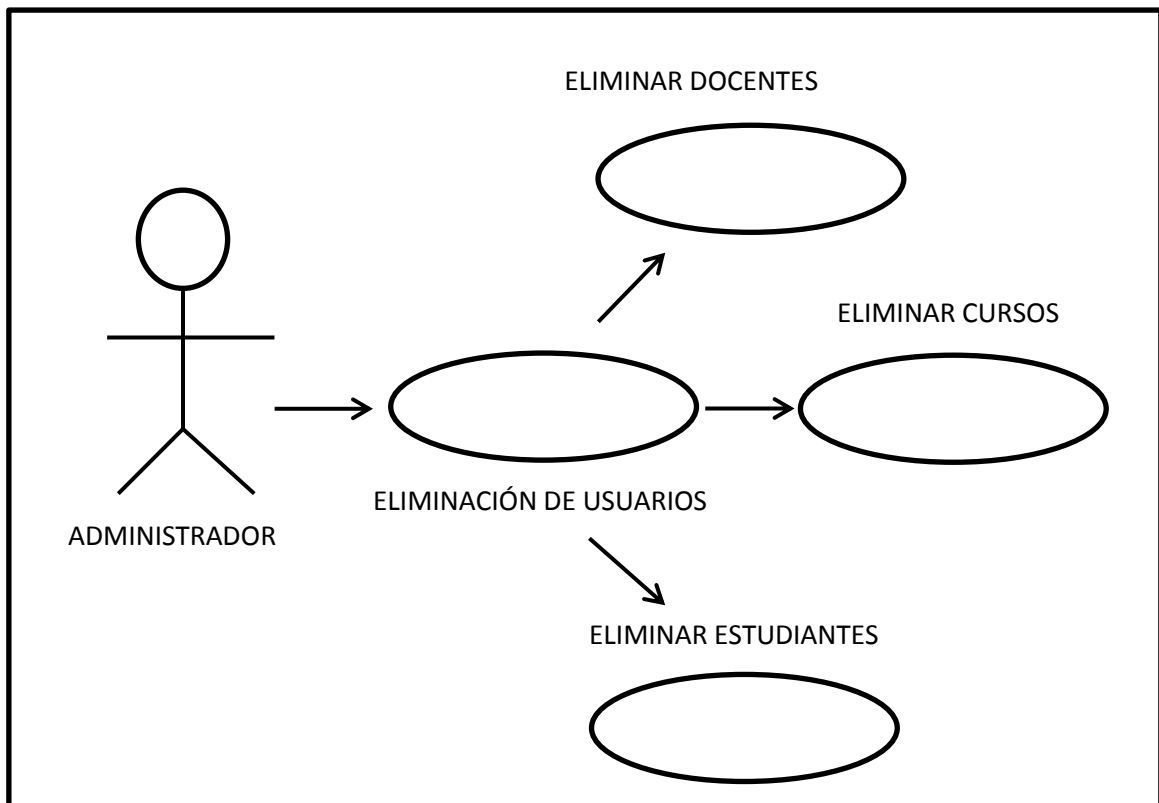 ELIMINAR DOCENTES
ELIMINAR CURSOS
ELIMINACIÓN DE USUARIOS
ADMINISTRADOR
ELIMINAR ESTUDIANTES